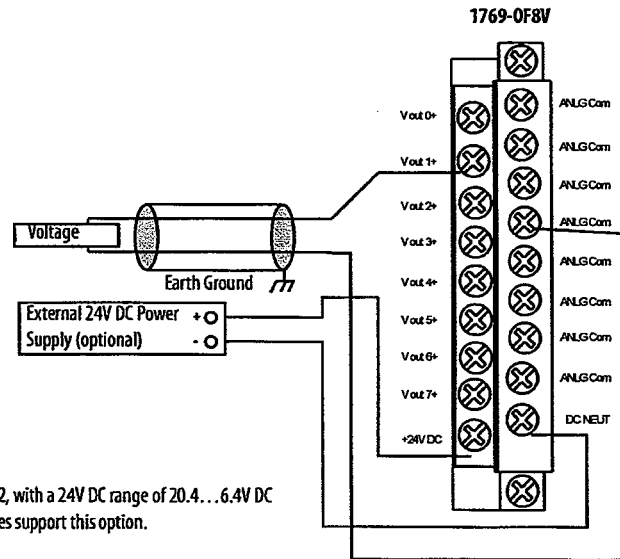 1769-OF8V
Vout 0+
ANLG Com
Vout 1+
ANLG Com
Vout 2+
ANLG Com
Vout 3+
ANLG Com
Vout 4+
ANLG Com
Vout 5+
ANLG Com
Vout 6+
ANLG Com
Vout 7+
ANLG Com
+24V DC
DC NEUT
Voltage
Earth Ground
External 24V DC Power +
Supply (optional) -
2, with a 24V DC range of 20.4...6.4V DC
es support this option.